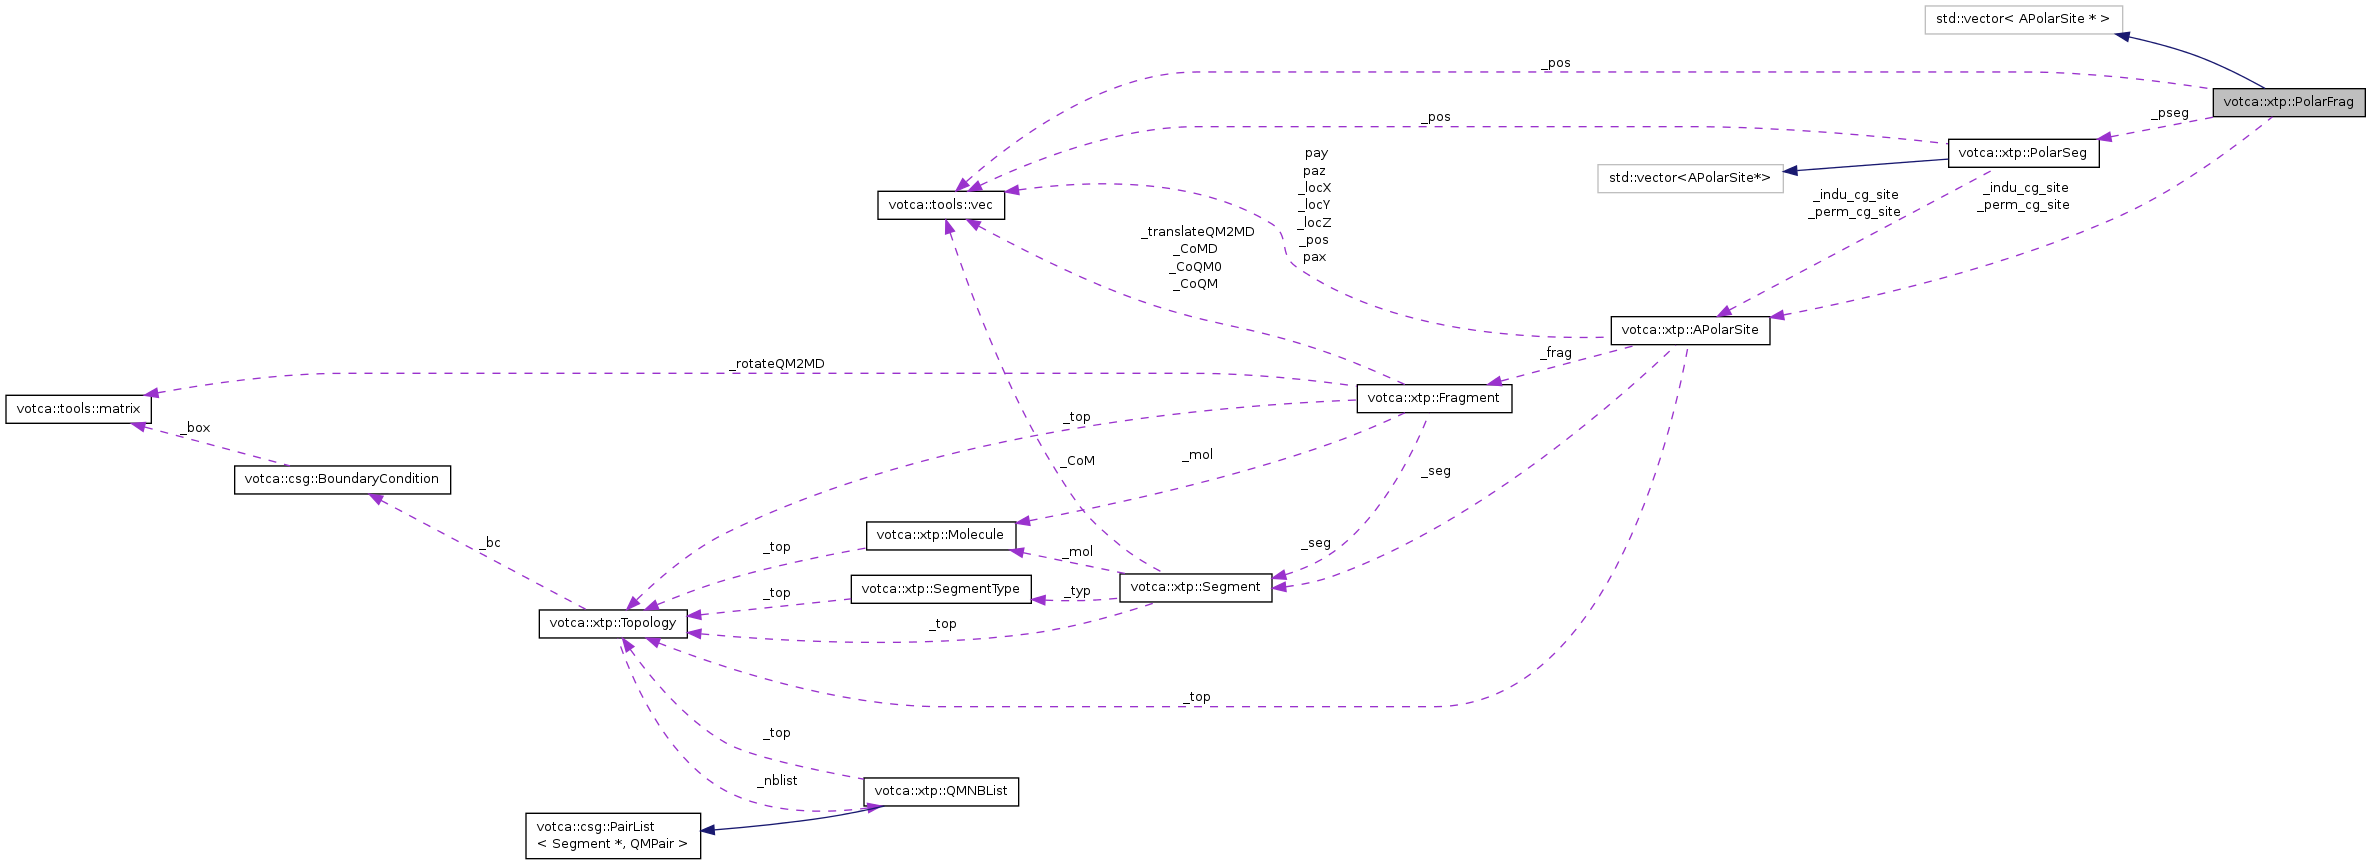 std::vector< APolarSite * >
_pos
votca::xtp::PolarFrag
_pseg
_pos
votca::xtp::PolarSeg
std::vector<APolarSite*>
pay
paz
_locX
_locY
_locZ
_pos
pax
_indu_cg_site
_perm_cg_site
_indu_cg_site
_perm_cg_site
votca::tools::vec
_translateQM2MD
_CoMD
_CoQM0
_CoQM
votca::xtp::APolarSite
_frag
_rotateQM2MD
votca::xtp::Fragment
votca::tools::matrix
_top
_box
_mol
_CoM
_seg
votca::csg::BoundaryCondition
votca::xtp::Molecule
_bc
_top
_mol
_seg
votca::xtp::SegmentType
_top
_typ
votca::xtp::Segment
votca::xtp::Topology
_top
_top
_top
_nblist
votca::xtp::QMNBList
votca::csg::PairList
< Segment *, QMPair >